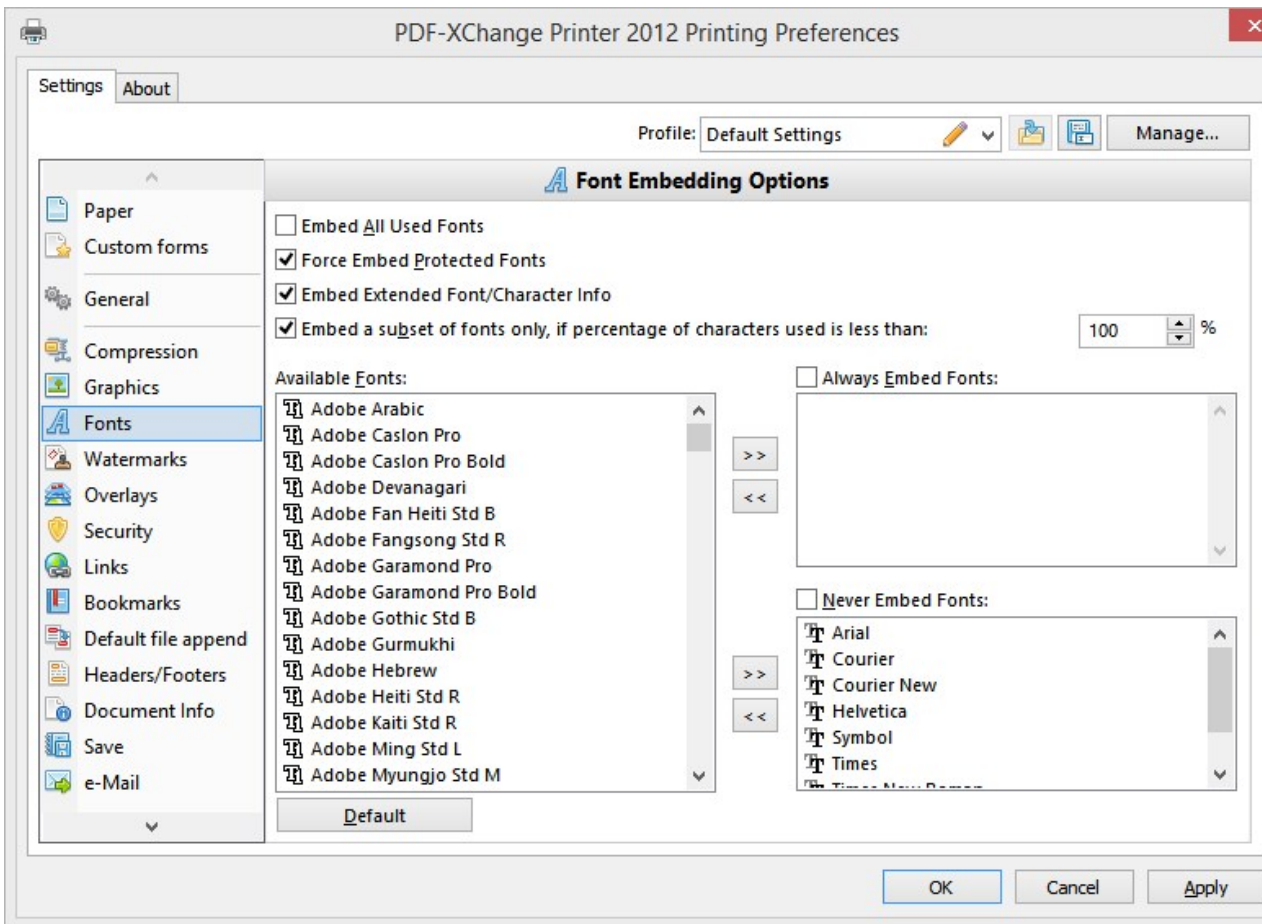 PDF-XChange Printer 2012 Printing Preferences
Settings About
Profile: Default Settings Manage...
Paper
Custom forms
General
Compression
Graphics
Fonts
Watermarks
Overlays
Security
Links
Bookmarks
Default file append
Headers/Footers
Document Info
Save
e-Mail
Font Embedding Options
Embed All Used Fonts
Force Embed Protected Fonts
Embed Extended Font/Character Info
Embed a subset of fonts only, if percentage of characters used is less than: 100 %
Available Fonts:
Adobe Arabic
Adobe Caslon Pro
Adobe Caslon Pro Bold
Adobe Devanagari
Adobe Fan Heiti Std B
Adobe Fangsong Std R
Adobe Garamond Pro
Adobe Garamond Pro Bold
Adobe Gothic Std B
Adobe Gurmukhi
Adobe Hebrew
Adobe Heiti Std R
Adobe Kaiti Std R
Adobe Ming Std L
Adobe Myungjo Std M
Default
>>
<<
>>
<<
Always Embed Fonts:
Never Embed Fonts:
Arial
Courier
Courier New
Helvetica
Symbol
Times
Times New Roman
OK Cancel Apply